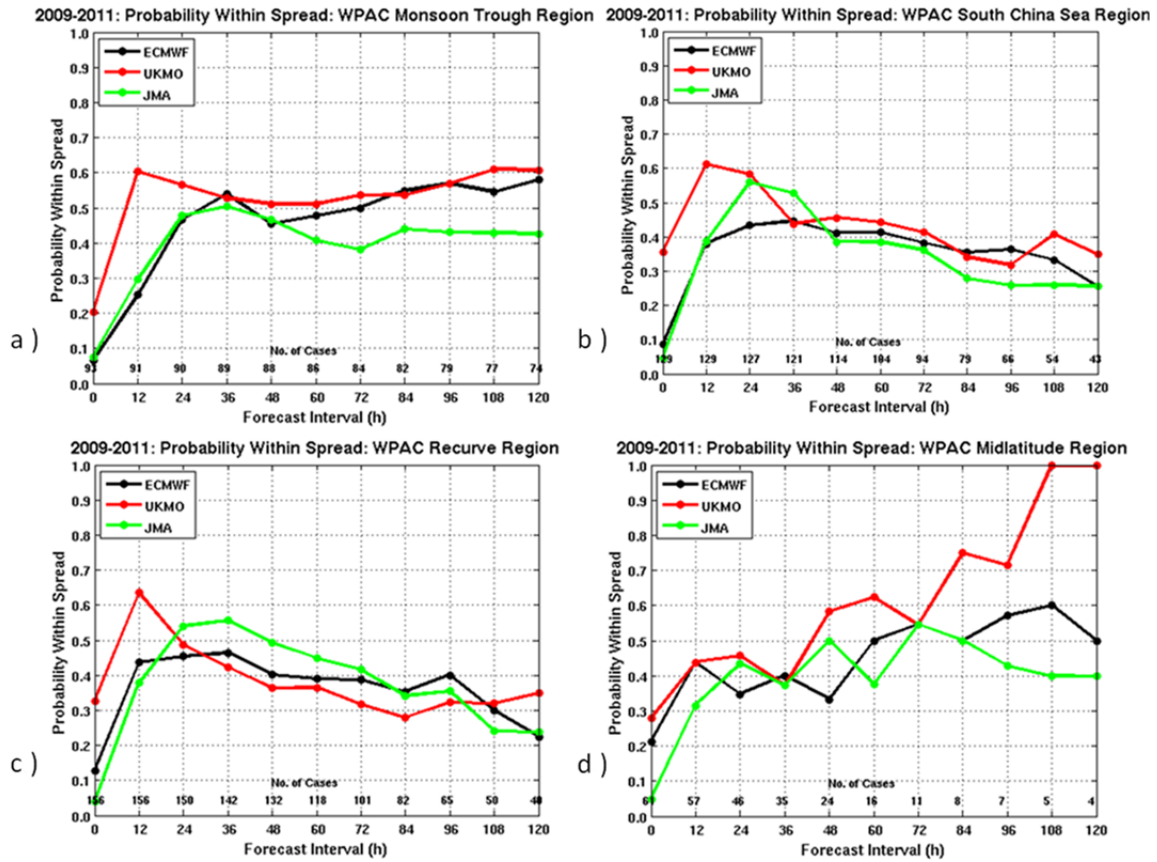 2009-2011: Probability Within Spread: WPAC Monsoon Trough Region
ECMWF
UKMO
JMA
Probability Within Spread
1.0
0.9
0.8
0.7
0.6
0.5
0.4
0.3
0.2
0.1
0.0
No. of Cases
93 91 90 89 88 86 84 82 79 77 74
0 12 24 36 48 60 72 84 96 108 120
Forecast Interval (h)
a )
2009-2011: Probability Within Spread: WPAC South China Sea Region
ECMWF
UKMO
JMA
Probability Within Spread
1.0
0.9
0.8
0.7
0.6
0.5
0.4
0.3
0.2
0.1
0.0
No. of Cases
129 129 127 121 114 104 94 79 66 54 43
0 12 24 36 48 60 72 84 96 108 120
Forecast Interval (h)
b )
2009-2011: Probability Within Spread: WPAC Recurve Region
ECMWF
UKMO
JMA
Probability Within Spread
1.0
0.9
0.8
0.7
0.6
0.5
0.4
0.3
0.2
0.1
0.0
No. of Cases
156 156 150 142 132 118 101 82 65 50 40
0 12 24 36 48 60 72 84 96 108 120
Forecast Interval (h)
c )
2009-2011: Probability Within Spread: WPAC Midlatitude Region
ECMWF
UKMO
JMA
Probability Within Spread
1.0
0.9
0.8
0.7
0.6
0.5
0.4
0.3
0.2
0.1
0.0
No. of Cases
57 46 35 24 16 11 8 7 5 4
0 12 24 36 48 60 72 84 96 108 120
Forecast Interval (h)
d )